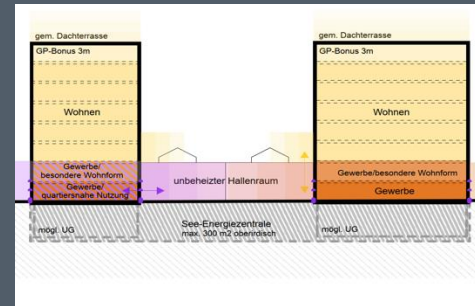 gem. Dachterrasse
GP-Bonus 3m
Wohnen
Gewerbe/
besondere Wohnform
Gewerbe/
quartiersnahe Nutzung
mögl. UG
unbeheizter Hallenraum
See-Energiezentrale
max. 300 m2 oberirdisch
gem. Dachterrasse
GP-Bonus 3m
Wohnen
Gewerbe/besondere Wohnform
Gewerbe
mögl. UG